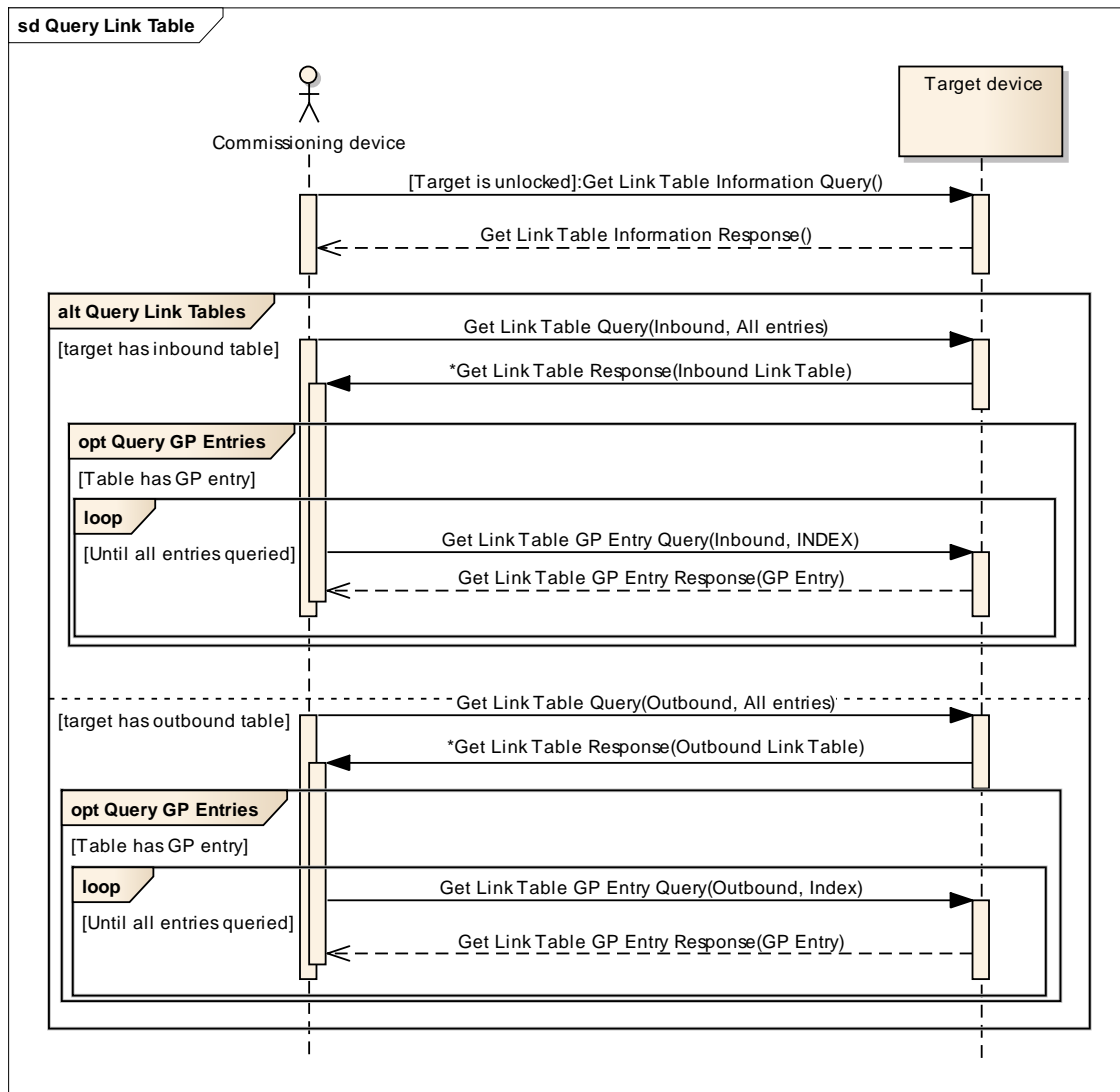 sd Query Link Table
Target device
Commissioning device
[Target is unlocked]:Get Link Table Information Query()
Get Link Table Information Response()
alt Query Link Tables
Get Link Table Query(Inbound, All entries)
[target has inbound table]
*Get Link Table Response(Inbound Link Table)
opt Query GP Entries
[Table has GP entry]
loop
Get Link Table GP Entry Query(Inbound, INDEX)
[Until all entries queried]
Get Link Table GP Entry Response(GP Entry)
Get Link Table Query(Outbound, All entries)
[target has outbound table]
*Get Link Table Response(Outbound Link Table)
opt Query GP Entries
[Table has GP entry]
loop
Get Link Table GP Entry Query(Outbound, Index)
[Until all entries queried]
Get Link Table GP Entry Response(GP Entry)